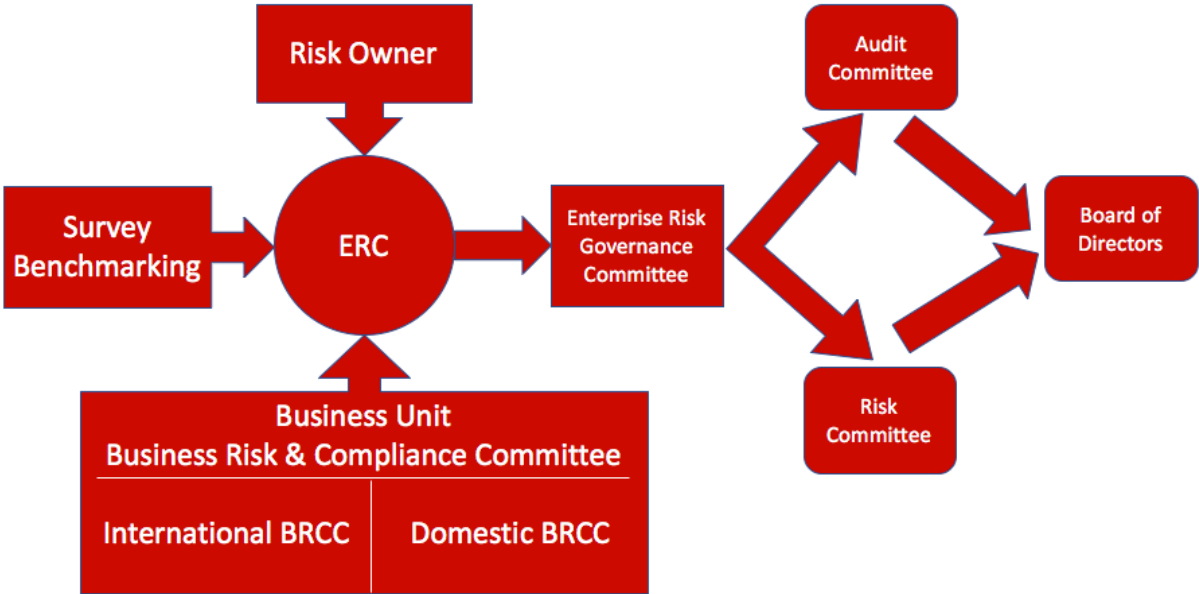 Risk Owner
Survey
Benchmarking
ERC
Business Unit
Business Risk & Compliance Committee
International BRCC
Domestic BRCC
Enterprise Risk
Governance
Committee
Audit
Committee
Risk
Committee
Board of
Directors